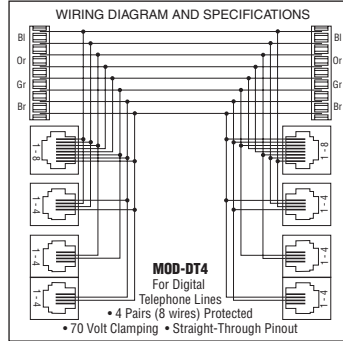 WIRING DIAGRAM AND SPECIFICATIONS
Bl
Bl
Or
Or
Gr
Gr
Br
Br
1 - 8
1 - 8
1 - 4
1 - 4
1 - 4
1 - 4
1 - 4
1 - 4
MOD-DT4
For Digital
Telephone Lines
• 4 Pairs (8 wires) Protected
• 70 Volt Clamping • Straight-Through Pinout